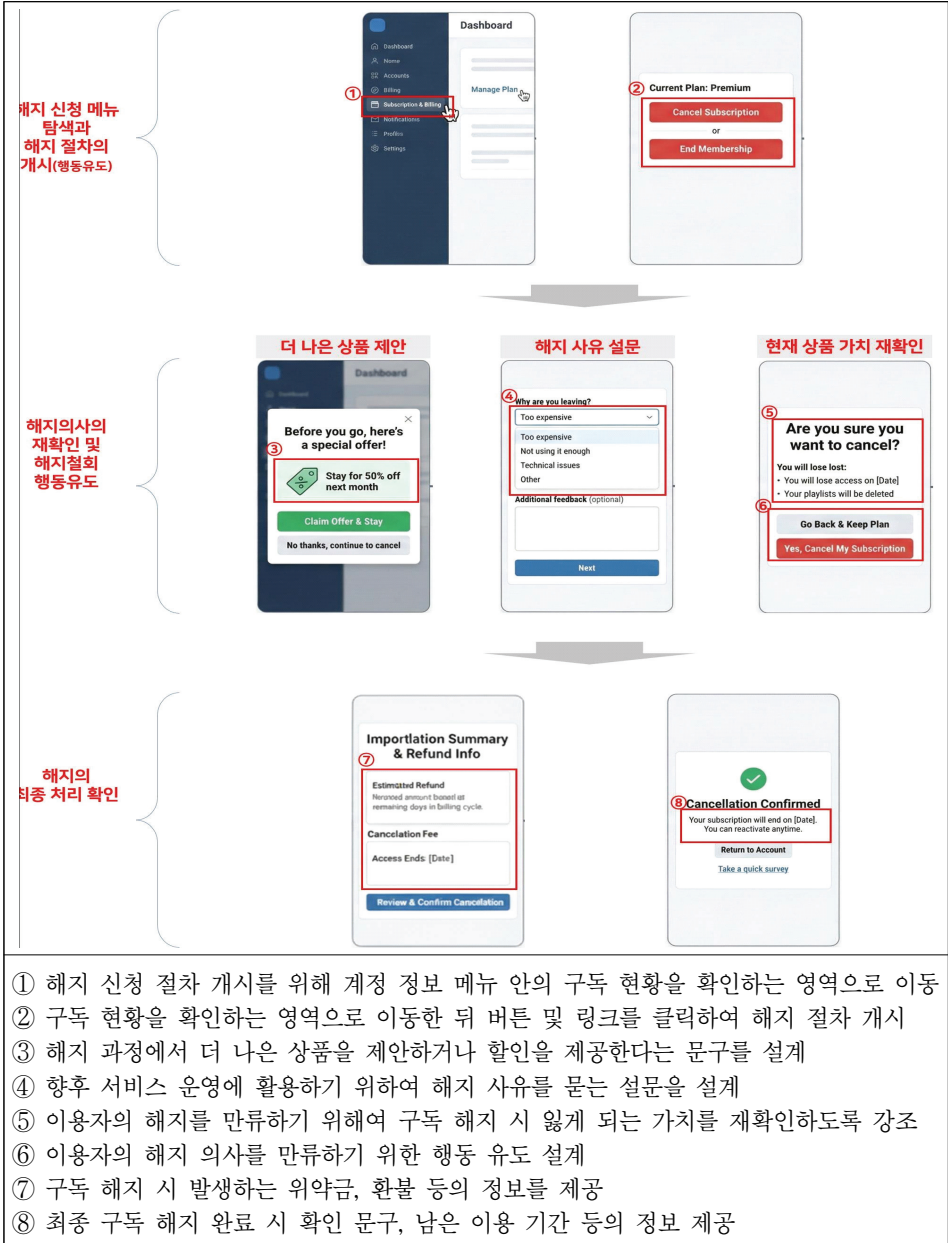 해지 신청 메뉴
탐색과
해지 절차의
개시(행동유도)
Dashboard
Dashboard
Home
Accounts
Billing
① Subscription & Billing
Notifications
Profiles
Settings
Manage Plan
② Current Plan: Premium
Cancel Subscription
or
End Membership
해지의사의
재확인 및
해지철회
행동유도
더 나은 상품 제안
Dashboard
Before you go, here's
a special offer!
③
Stay for 50% off
next month
Claim Offer & Stay
No thanks, continue to cancel
해지 사유 설문
④
Why are you leaving?
Too expensive
Too expensive
Not using it enough
Technical issues
Other
Additional feedback (optional)
Next
현재 상품 가치 재확인
⑤
Are you sure you
want to cancel?
You will lose lost:
• You will lose access on [Date]
• Your playlists will be deleted
⑥
Go Back & Keep Plan
Yes, Cancel My Subscription
해지의
최종 처리 확인
Importlation Summary
& Refund Info
⑦
Estimated Refund
remaining days in billing cycle.
Cancelation Fee
Access Ends: [Date]
Review & Confirm Cancelation
⑧ Cancellation Confirmed
Your subscription will end on [Date].
You can reactivate anytime.
Return to Account
Take a quick survey
① 해지 신청 절차 개시를 위해 계정 정보 메뉴 안의 구독 현황을 확인하는 영역으로 이동
② 구독 현황을 확인하는 영역으로 이동한 뒤 버튼 및 링크를 클릭하여 해지 절차 개시
③ 해지 과정에서 더 나은 상품을 제안하거나 할인을 제공한다는 문구를 설계
④ 향후 서비스 운영에 활용하기 위하여 해지 사유를 묻는 설문을 설계
⑤ 이용자의 해지를 만류하기 위해여 구독 해지 시 잃게 되는 가치를 재확인하도록 강조
⑥ 이용자의 해지 의사를 만류하기 위한 행동 유도 설계
⑦ 구독 해지 시 발생하는 위약금, 환불 등의 정보를 제공
⑧ 최종 구독 해지 완료 시 확인 문구, 남은 이용 기간 등의 정보 제공